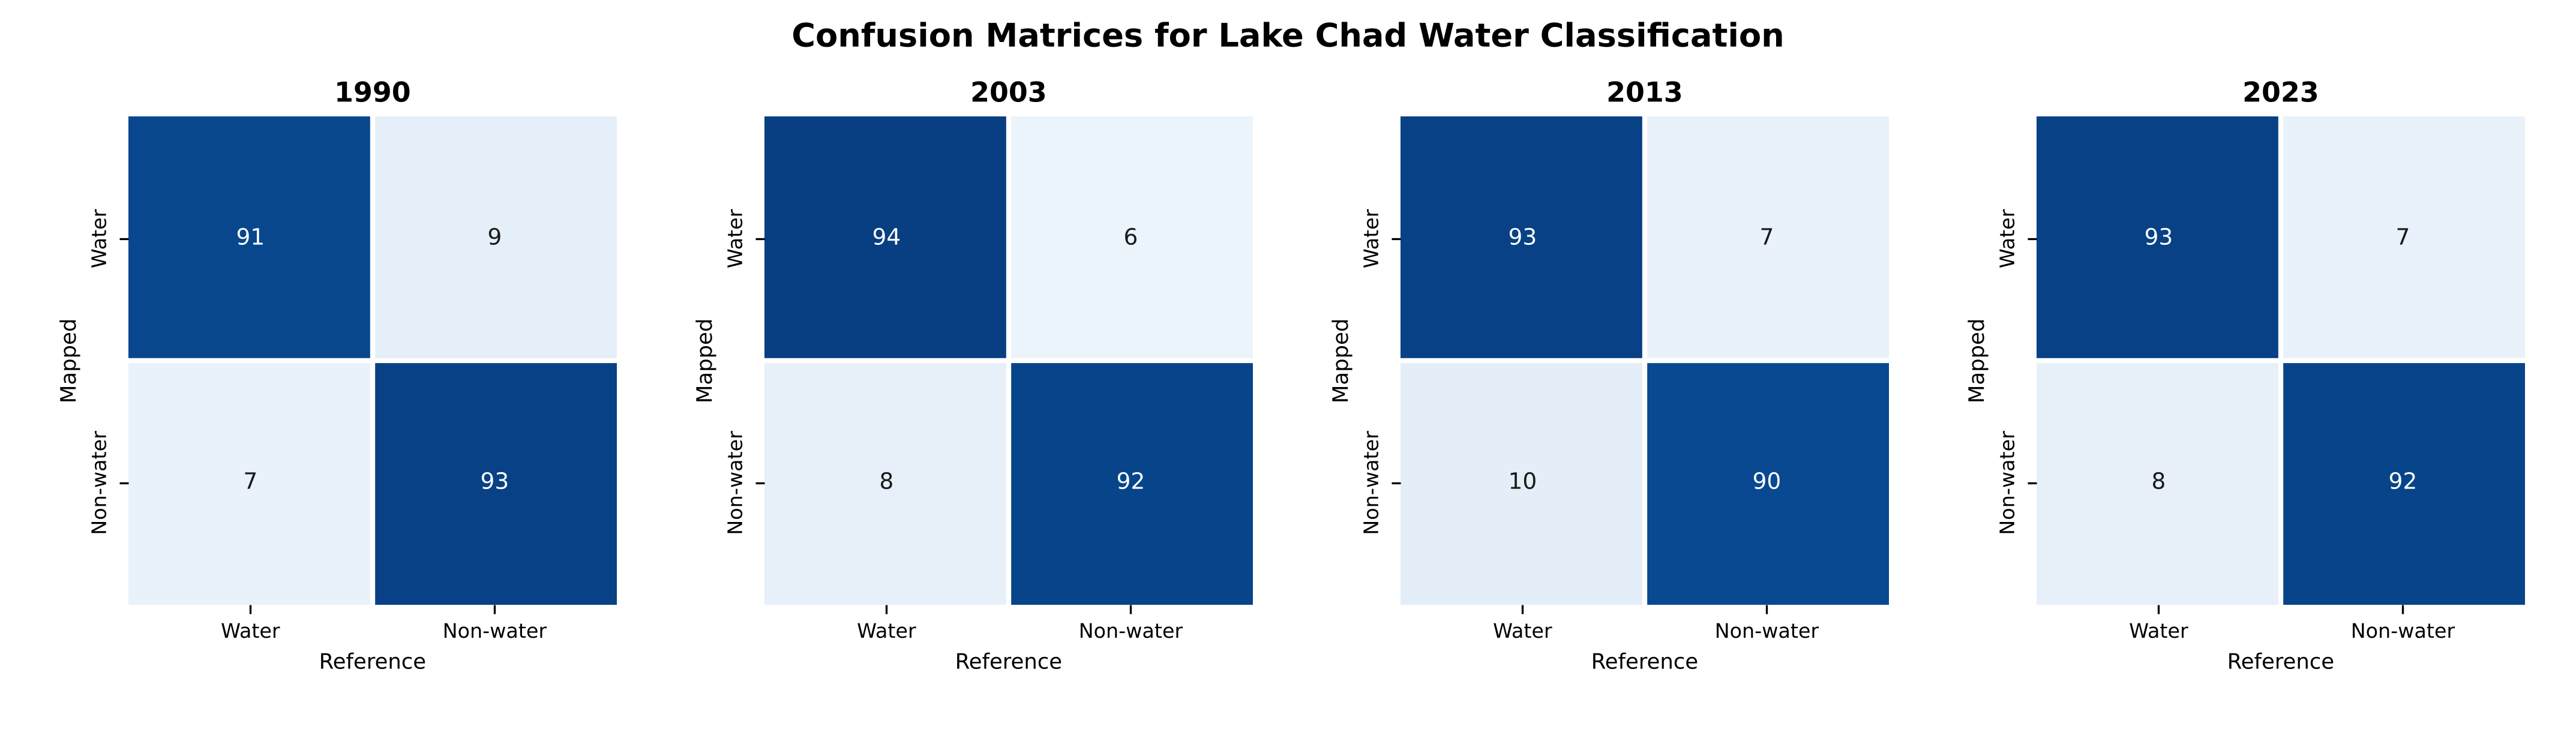 Confusion Matrices for Lake Chad Water Classification
1990
Mapped
Water
Non-water
91
9
7
93
Water
Non-water
Reference
2003
Mapped
Water
Non-water
94
6
8
92
Water
Non-water
Reference
2013
Mapped
Water
Non-water
93
7
10
90
Water
Non-water
Reference
2023
Mapped
Water
Non-water
93
7
8
92
Water
Non-water
Reference